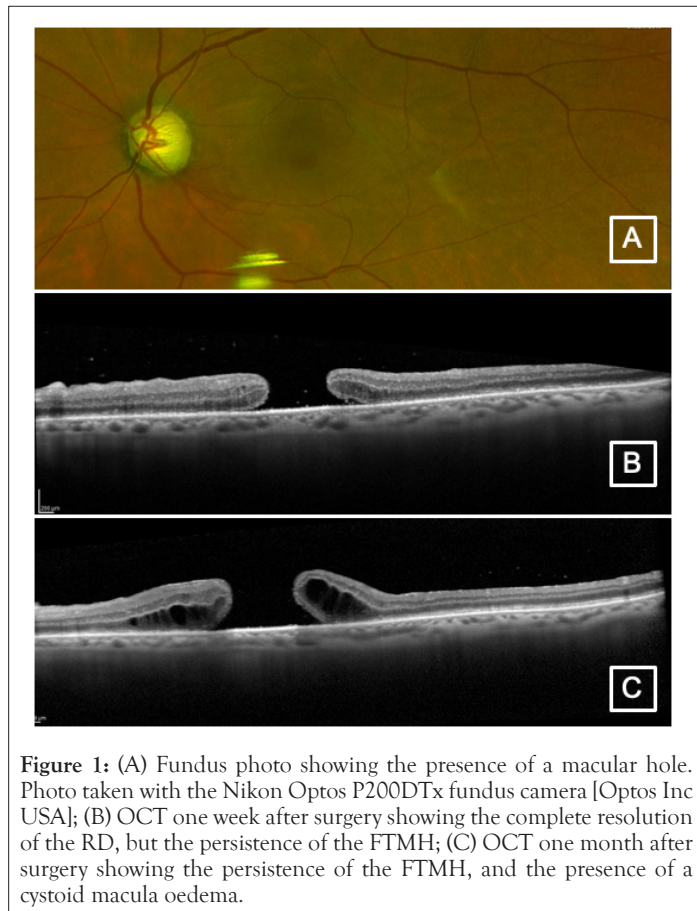 A
B
200 µm
C
Figure 1: (A) Fundus photo showing the presence of a macular hole.
Photo taken with the Nikon Optos P200DTx fundus camera [Optos Inc
USA]; (B) OCT one week after surgery showing the complete resolution
of the RD, but the persistence of the FTMH; (C) OCT one month after
surgery showing the persistence of the FTMH, and the presence of a
cystoid macula oedema.